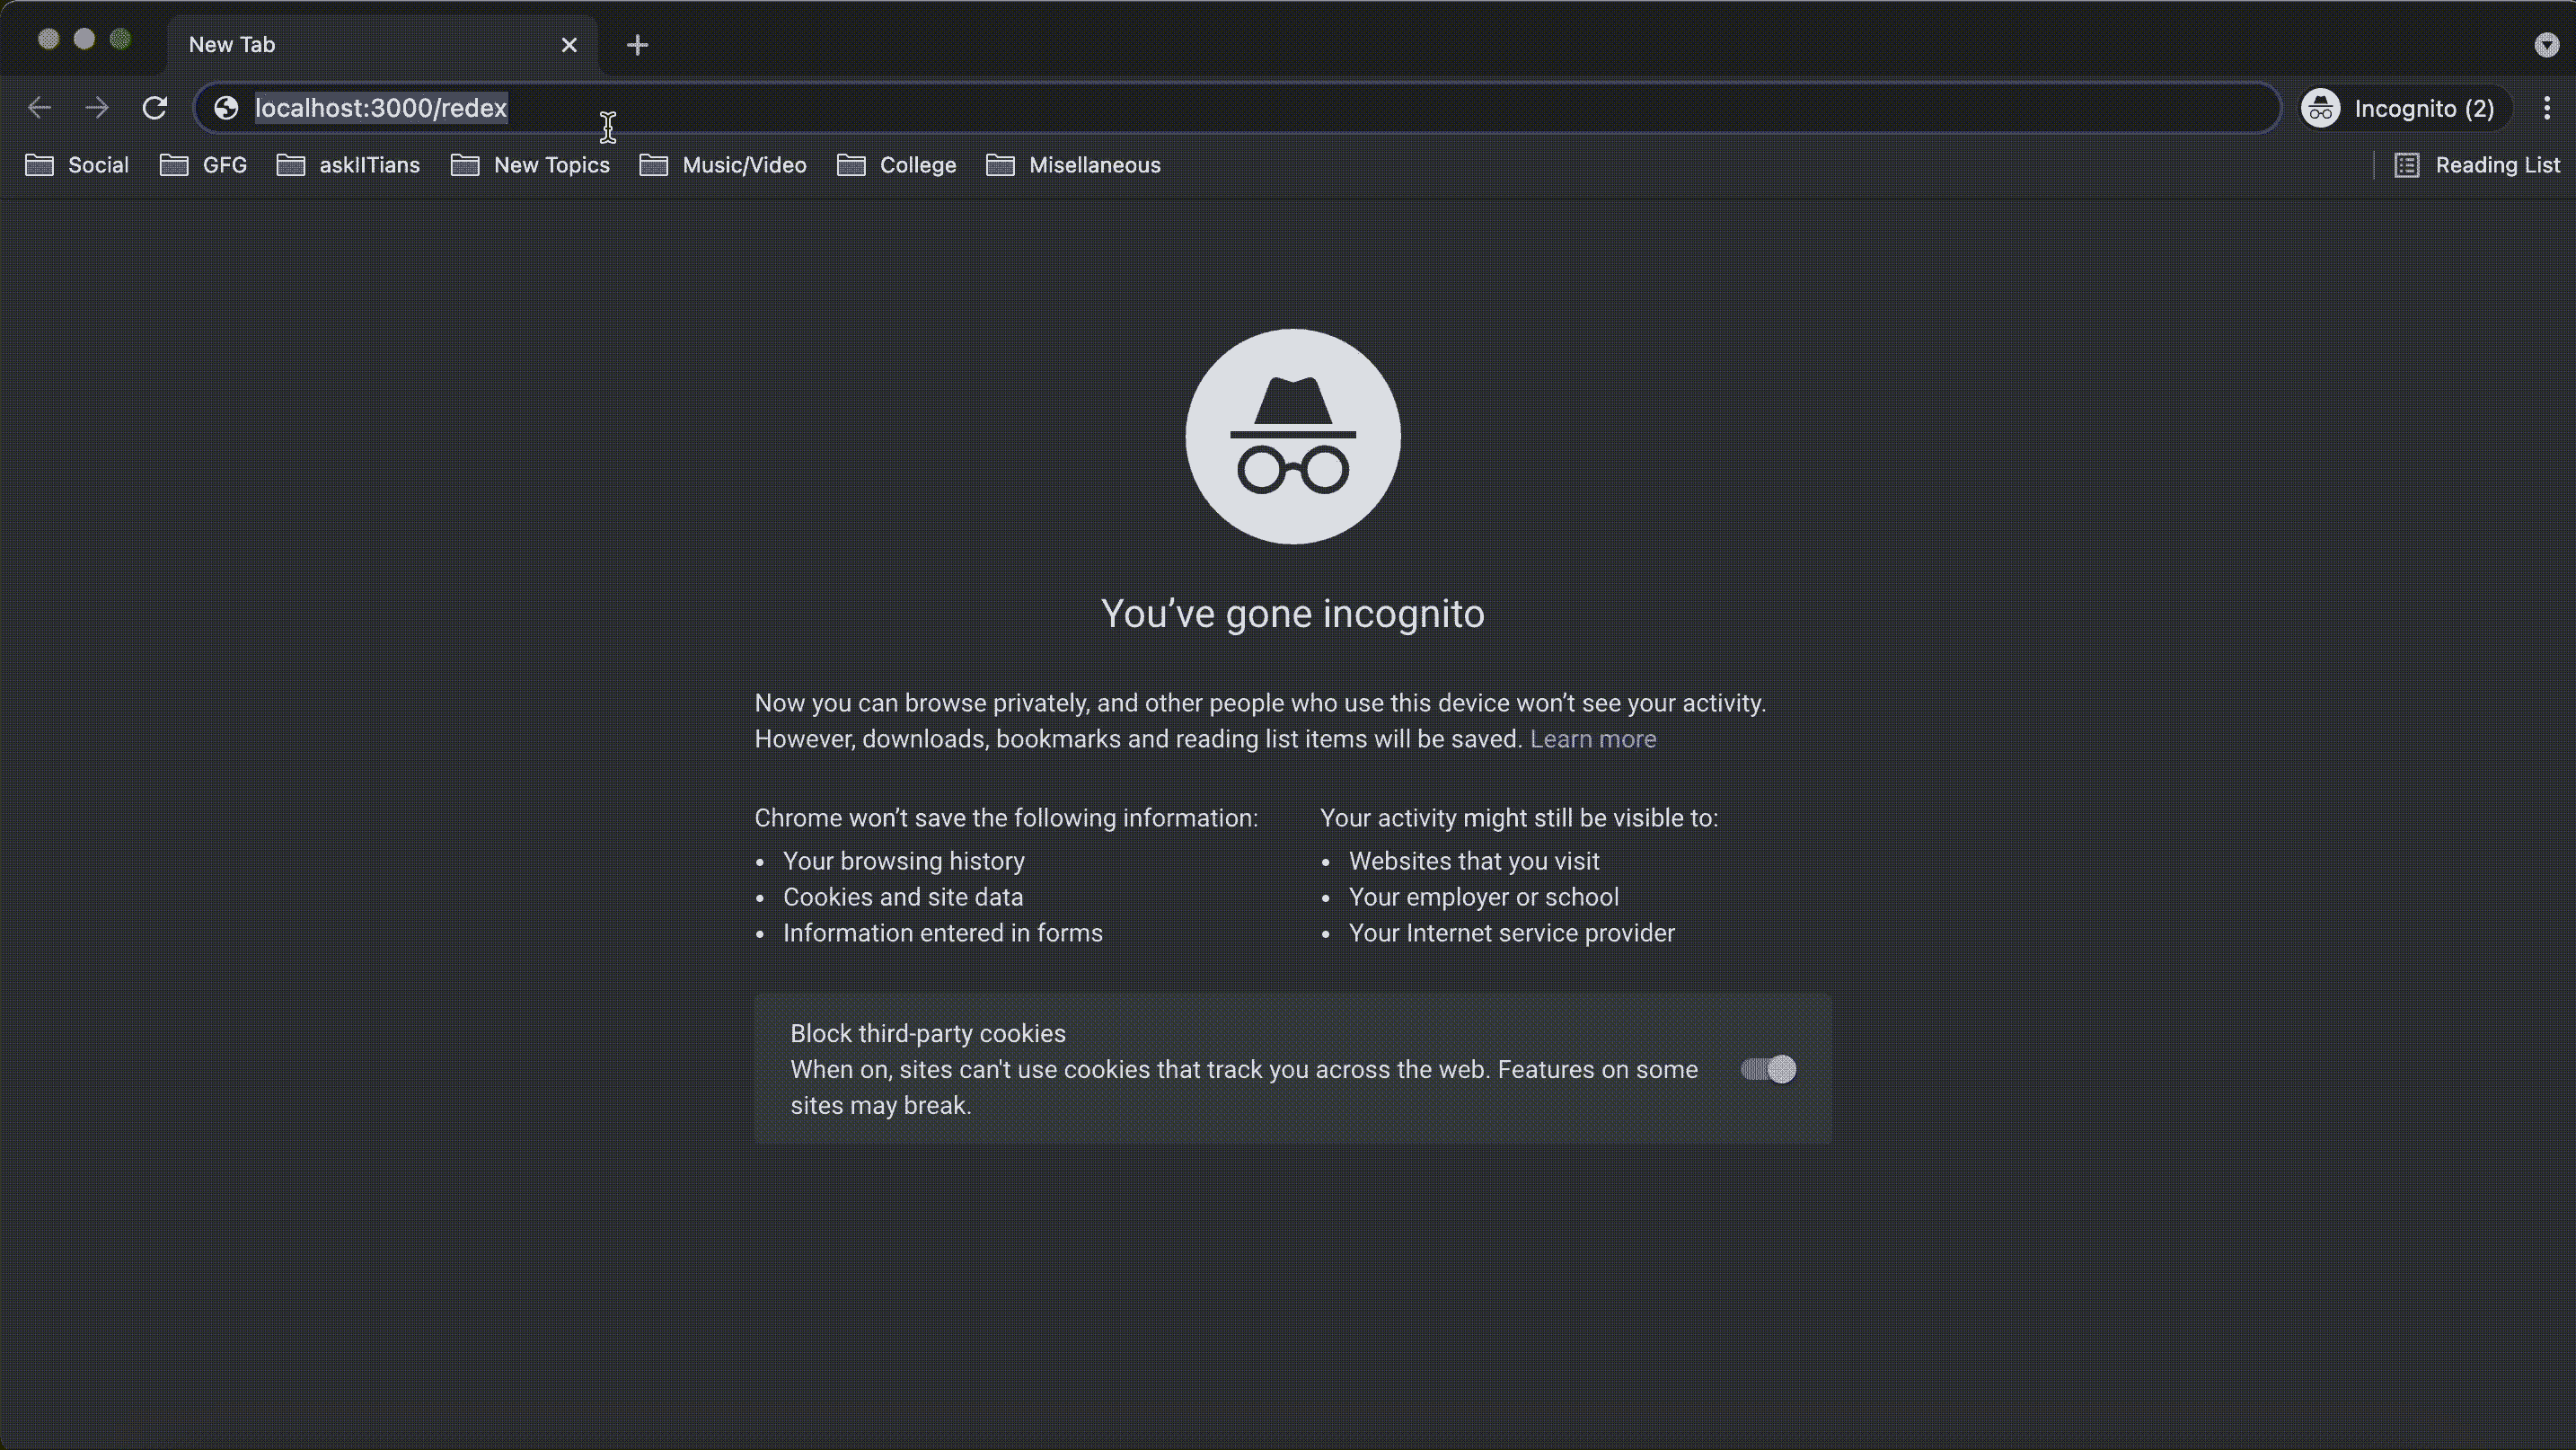 New Tab
localhost:3000/redex
Incognito (2)
Social GFG askIITians New Topics Music/Video College Misellaneous Reading List
You've gone incognito
Now you can browse privately, and other people who use this device won't see your activity.
However, downloads, bookmarks and reading list items will be saved. Learn more
Chrome won't save the following information:
• Your browsing history
• Cookies and site data
• Information entered in forms
Your activity might still be visible to:
• Websites that you visit
• Your employer or school
• Your Internet service provider
Block third-party cookies
When on, sites can't use cookies that track you across the web. Features on some
sites may break.